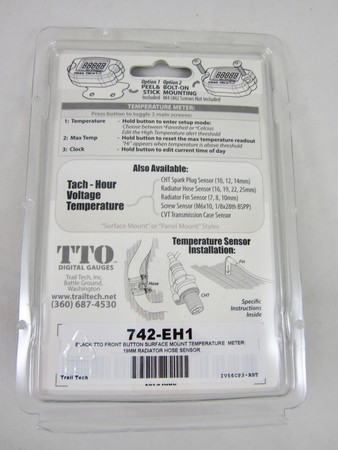 Option 1 Option 2
PEEL& BOLT-ON
STICK MOUNTING
Included M4 (#6) Screws Not Included
TEMPERATURE METER:
Press button to toggle 3 main screens:
1: Temperature - Hold button to enter setup mode:
Choose between °Farenheit or °Celcius
Edit the High Temperature alert threshold
2: Max Temp - Hold button to reset the max temperature readout
"H" appears when temperature is above threshold
3: Clock - Hold button to edit current time of day
Also Available:
Tach - Hour
Voltage
Temperature
CHT Spark Plug Sensor (10, 12, 14mm)
Radiator Hose Sensor (16, 19, 22, 25mm)
Radiator Fin Sensor (7, 8, 10mm)
Screw Sensor (M6x10, 1/8x28th BSPP)
CVT Transmission Case Sensor
"Surface Mount" or "Panel Mount" Styles
TTO
DIGITAL GAUGES
Trail Tech, Inc
Battle Ground,
Washington
www.trailtech.net
(360) 687-4530
Temperature Sensor
Installation:
Fin
Hose
CHT
Specific
Instructions
Inside
742-EH1
BLACK TTO FRONT BUTTON SURFACE MOUNT TEMPERATURE METER:
19MM RADIATOR HOSE SENSOR
Trail Tech